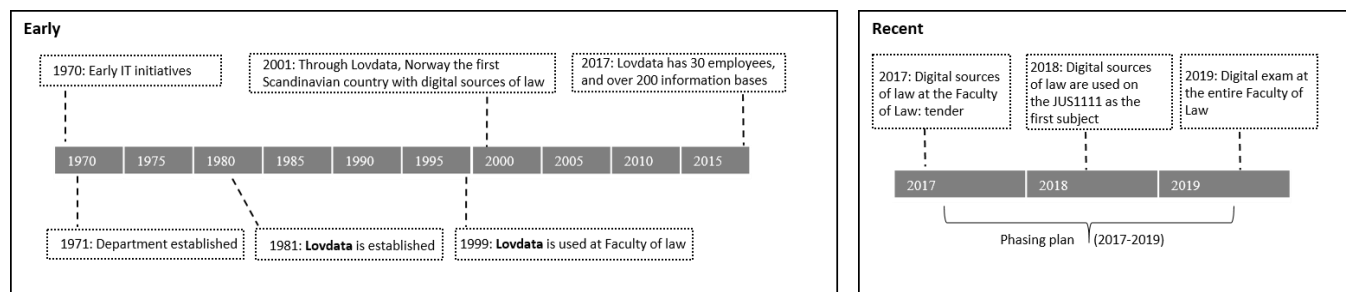 Early
1970: Early IT initiatives
2001: Through Lovdata, Norway the first
Scandinavian country with digital sources of law
2017: Lovdata has 30 employees,
and over 200 information bases
1970 1975 1980 1985 1990 1995 2000 2005 2010 2015
1971: Department established
1981: Lovdata is established
1999: Lovdata is used at Faculty of law
Recent
2017: Digital sources
of law at the Faculty
of Law: tender
2018: Digital sources
of law are used on
the JUS1111 as the
first subject
2019: Digital exam at
the entire Faculty of
Law
2017 2018 2019
Phasing plan (2017-2019)